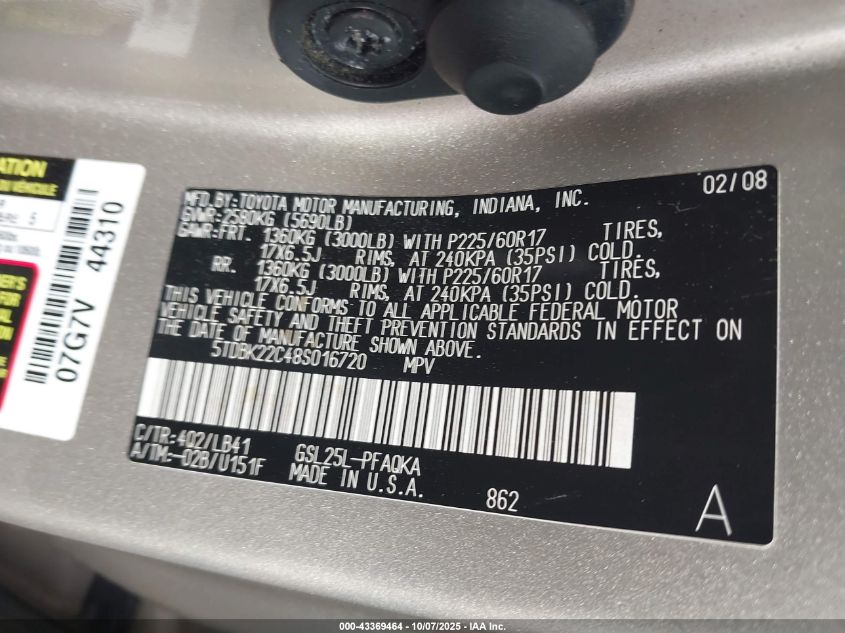 ATION
44310
07G7V
02/08
MFD.BY:TOYOTA MOTOR MANUFACTURING, INDIANA, INC.
GVWR:2580KG (5690LB)
GAWR:FRT. 1360KG (3000LB) WITH P225/60R17 TIRES,
17X6.5J RIMS, AT 240KPA (35PSI) COLD.
RR. 1360KG (3000LB) WITH P225/60R17 TIRES,
17X6.5J RIMS, AT 240KPA (35PSI) COLD.
THIS VEHICLE CONFORMS TO ALL APPLICABLE FEDERAL MOTOR
VEHICLE SAFETY AND THEFT PREVENTION STANDARDS IN EFFECT ON
THE DATE OF MANUFACTURE SHOWN ABOVE.
5TDBK22C48S016720 MPV
C/TR:4Q2/LB41 GSL25L-PFAQKA
A/TM:-02B/U151F MADE IN U.S.A.
862
A
000-43369464 | 10/07/2025 - IAA Inc.